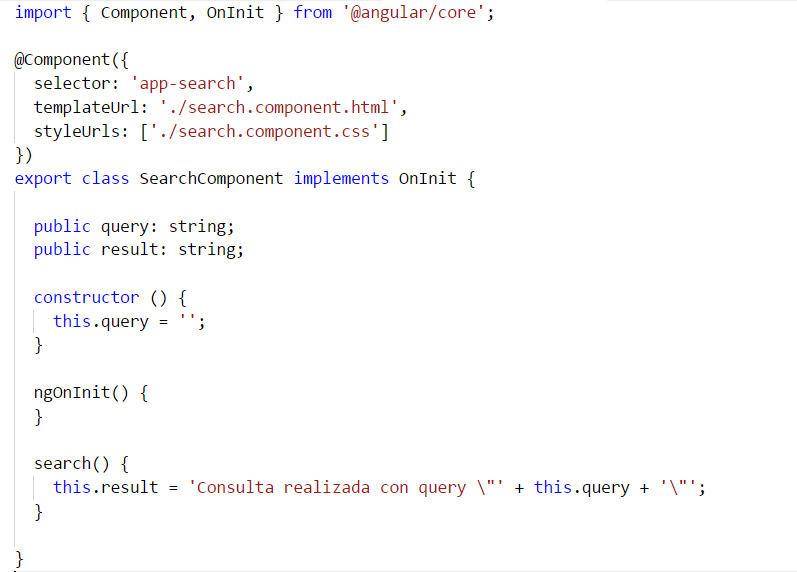 import { Component, OnInit } from '@angular/core';
@Component({
selector: 'app-search',
templateUrl: './search.component.html',
styleUrls: ['./search.component.css']
})
export class SearchComponent implements OnInit {
public query: string;
public result: string;
constructor () {
this.query = '';
}
ngOnInit() {
}
search() {
this.result = 'Consulta realizada con query \"' + this.query + '\"';
}
}